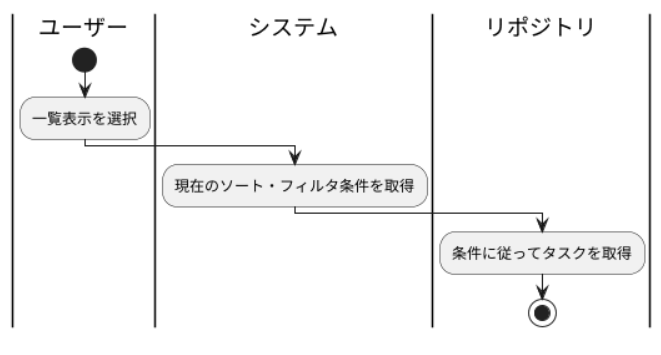 ユーザー
システム
リポジトリ
一覧表示を選択
現在のソート・フィルタ条件を取得
条件に従ってタスクを取得